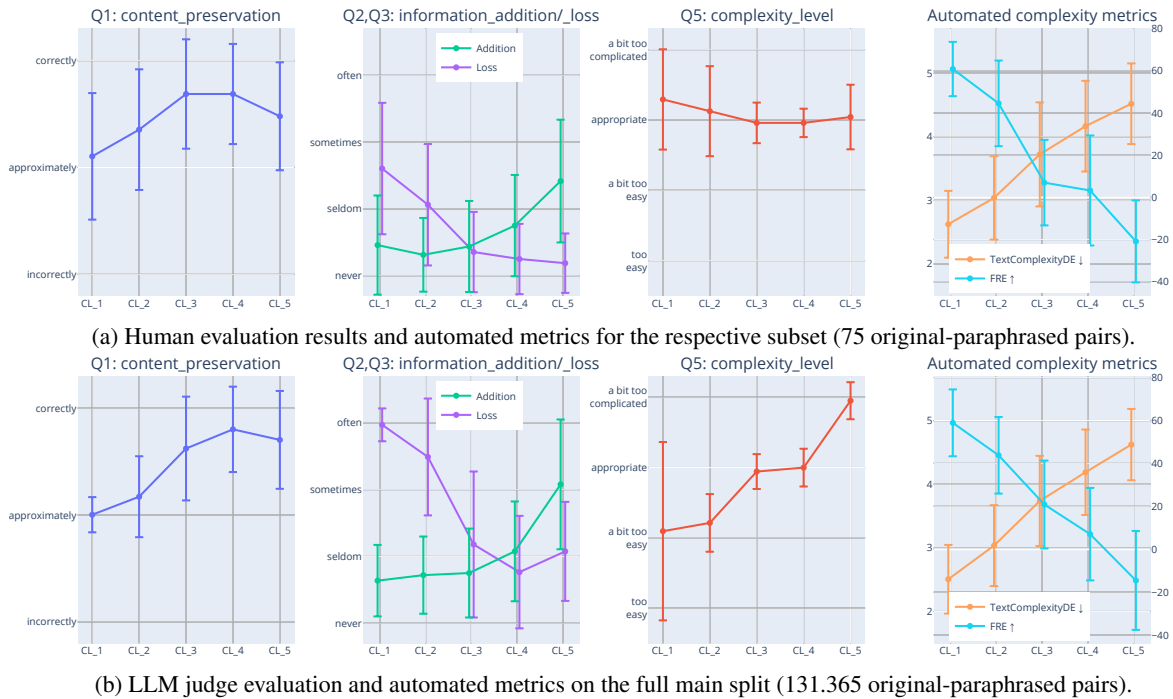 Q1: content_preservation
Q2,Q3: information_addition/_loss
Q5: complexity_level
Automated complexity metrics
correctly
approximately
incorrectly
CL_1 CL_2 CL_3 CL_4 CL_5
Addition
Loss
often
sometimes
seldom
never
CL_1 CL_2 CL_3 CL_4 CL_5
a bit too
complicated
appropriate
a bit too
easy
too
easy
CL_1 CL_2 CL_3 CL_4 CL_5
5
4
3
2
80
60
40
20
0
−20
−40
TextComplexityDE ↓
FRE ↑
CL_1 CL_2 CL_3 CL_4 CL_5
(a) Human evaluation results and automated metrics for the respective subset (75 original-paraphrased pairs).
Q1: content_preservation
Q2,Q3: information_addition/_loss
Q5: complexity_level
Automated complexity metrics
correctly
approximately
incorrectly
CL_1 CL_2 CL_3 CL_4 CL_5
Addition
Loss
often
sometimes
seldom
never
CL_1 CL_2 CL_3 CL_4 CL_5
a bit too
complicated
appropriate
a bit too
easy
too
easy
CL_1 CL_2 CL_3 CL_4 CL_5
5
4
3
2
80
60
40
20
0
−20
−40
TextComplexityDE ↓
FRE ↑
CL_1 CL_2 CL_3 CL_4 CL_5
(b) LLM judge evaluation and automated metrics on the full main split (131.365 original-paraphrased pairs).